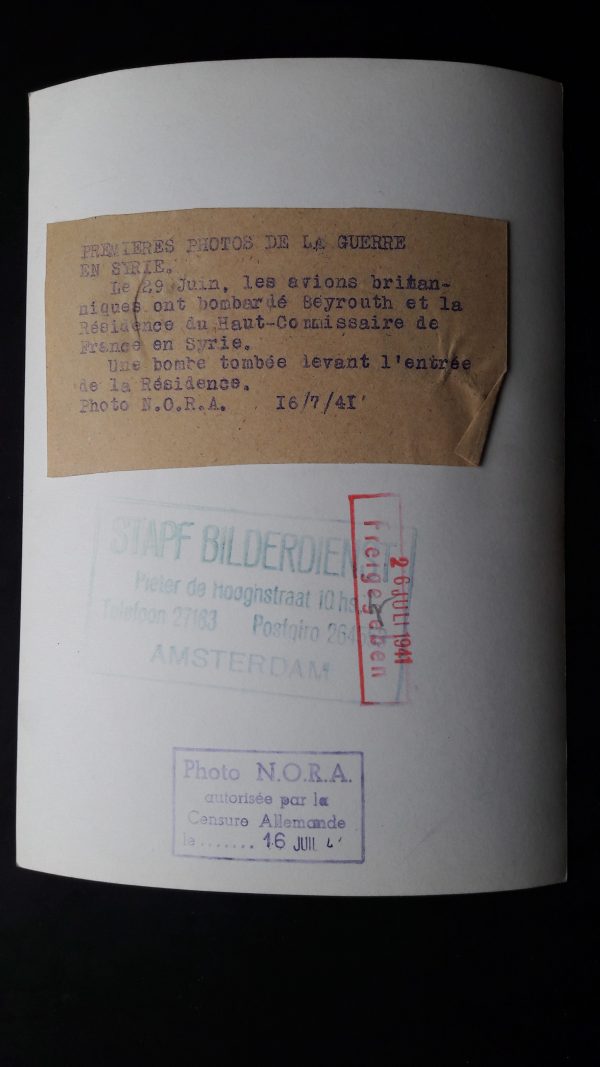 PREMIERES PHOTOS DE LA GUERRE
EN SYRIE.
Le 29 Juin, les avions britan-
niques ont bombardé Beyrouth et la
Résidence du Haut-Commissaire de
France en Syrie.
Une bombe tombée levant l'entrée
de la Résidence.
Photo N.O.R.A. 16/7/41
STAPF BILDERDIENST
Pieter de Hooghstraat 10 hs.
Telefoon 27183 Postgiro
AMSTERDAM
26 JULI 1941
freigegeben
Photo N.O.R.A.
autorisée par la
Censure Allemande
le ....... 16 JUIL